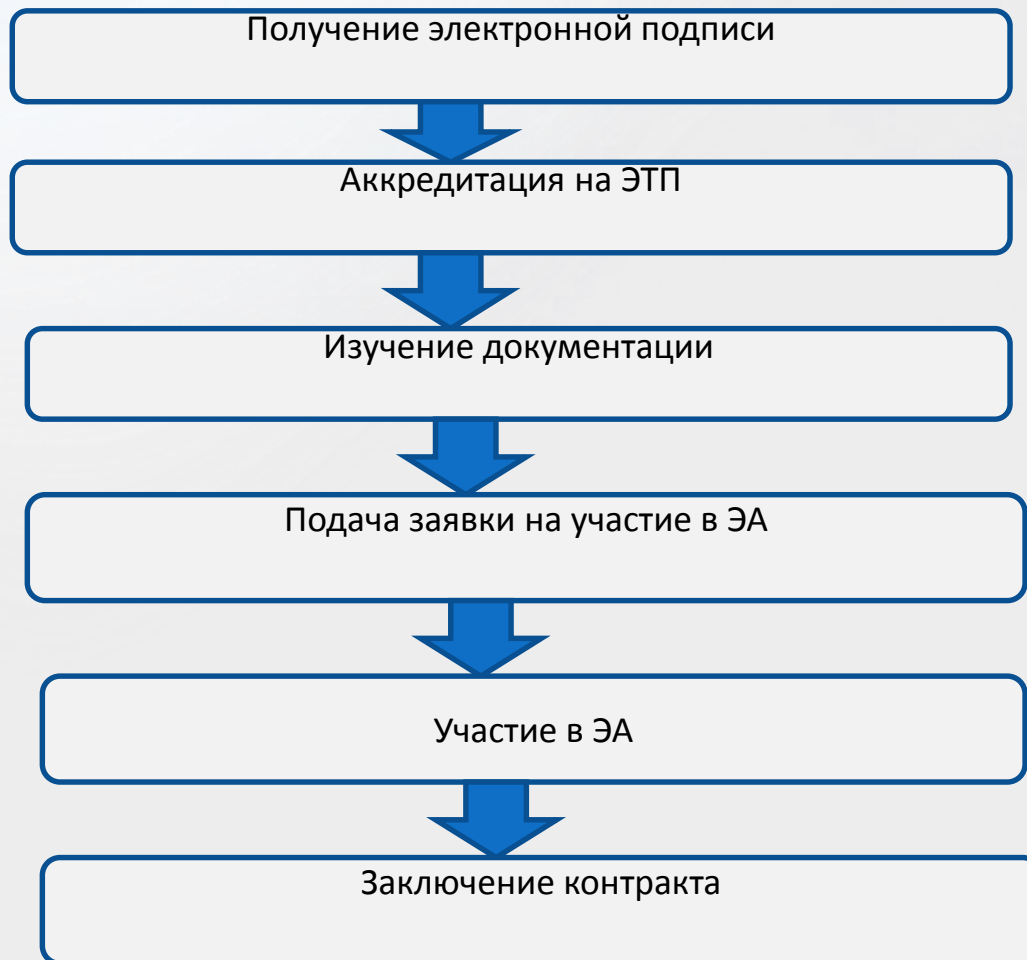 Получение электронной подписи
Аккредитация на ЭТП
Изучение документации
Подача заявки на участие в ЭА
Участие в ЭА
Заключение контракта